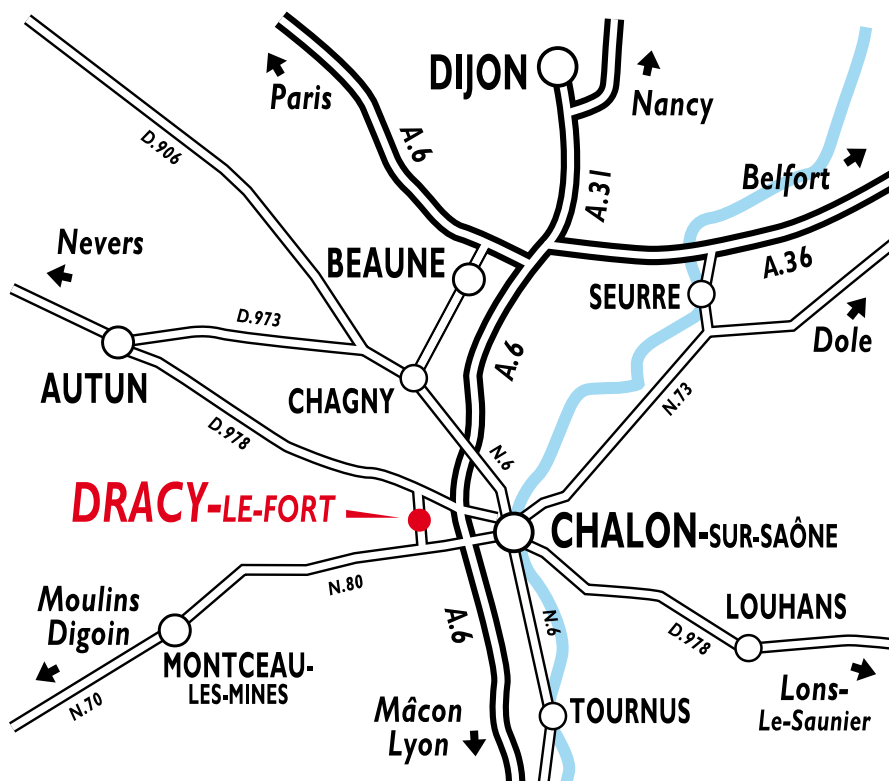 DIJON
Paris
Nancy
D.906
A.6
A.31
Belfort
Nevers
BEAUNE
A.36
SEURRE
D.973
Dole
A.6
AUTUN
CHAGNY
N.73
D.978
N.6
DRACY-LE-FORT
CHALON-SUR-SAÔNE
N.80
Moulins
Digoin
A.6
N.6
LOUHANS
D.978
MONTCEAU-
LES-MINES
N.70
Mâcon
Lyon
TOURNUS
Lons-
Le-Saunier